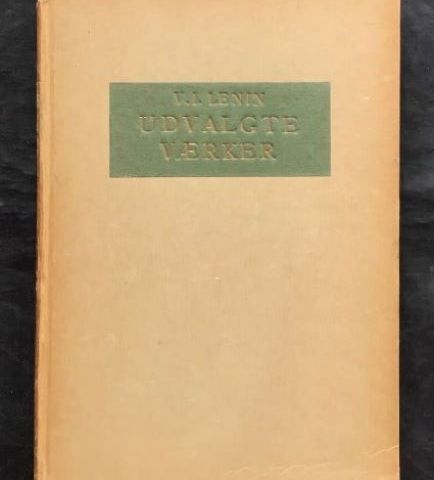 V.I. LENIN
UDVALGTE
VÆRKER